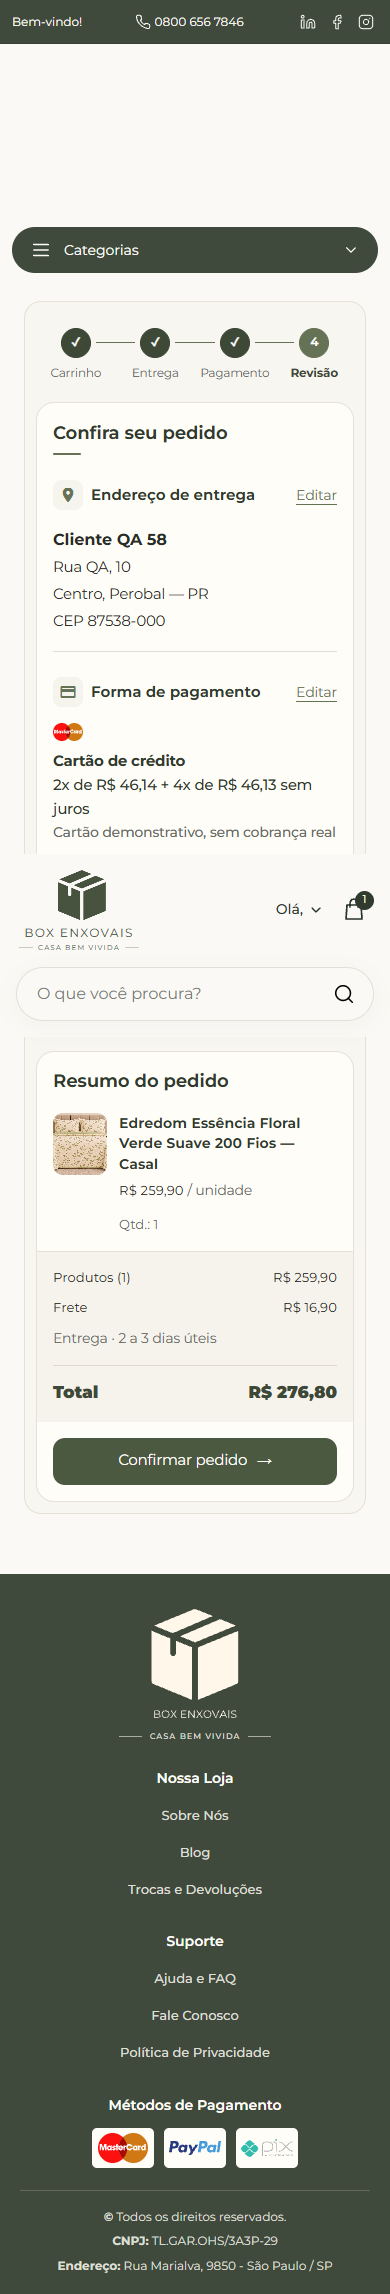 Bem-vindo!
0800 656 7846
Categorias
4
Carrinho
Entrega
Pagamento
Revisão
Confira seu pedido
Endereço de entrega
Editar
Cliente QA 58
Rua QA, 10
Centro, Perobal — PR
CEP 87538-000
Forma de pagamento
Editar
MasterCard
Cartão de crédito
2x de R$ 46,14 + 4x de R$ 46,13 sem
juros
Cartão demonstrativo, sem cobrança real
BOX ENXOVAIS
CASA BEM VIVIDA
Olá,
1
O que você procura?
Resumo do pedido
Edredom Essência Floral
Verde Suave 200 Fios —
Casal
R$ 259,90 / unidade
Qtd.: 1
Produtos (1)
R$ 259,90
Frete
R$ 16,90
Entrega · 2 a 3 dias úteis
Total
R$ 276,80
Confirmar pedido →
BOX ENXOVAIS
CASA BEM VIVIDA
Nossa Loja
Sobre Nós
Blog
Trocas e Devoluções
Suporte
Ajuda e FAQ
Fale Conosco
Política de Privacidade
Métodos de Pagamento
MasterCard
PayPal
pix
© Todos os direitos reservados.
CNPJ: TL.GAR.OHS/3A3P-29
Endereço: Rua Marialva, 9850 - São Paulo / SP